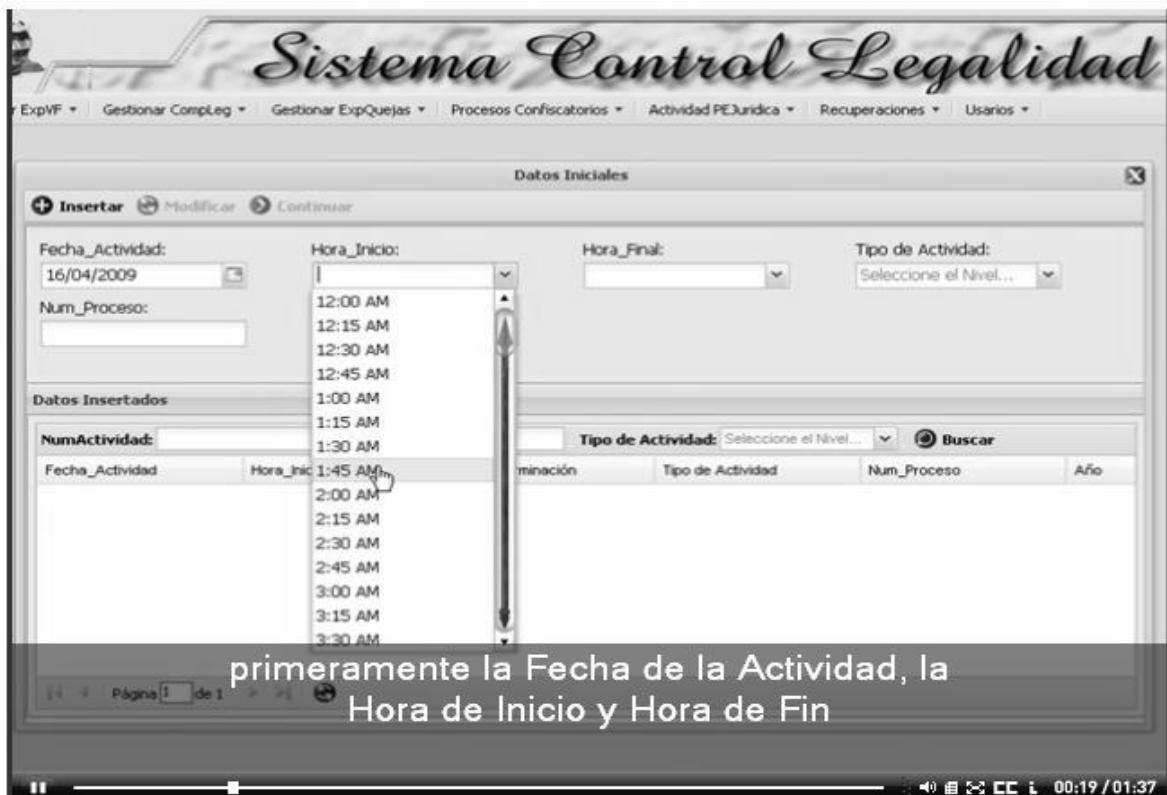 Sistema Control Legalidad
r ExpVF Gestionar CompLeg Gestionar ExpQuejas Procesos Confiscatorios Actividad PEJuridica Recuperaciones Usarios
Datos Iniciales
Insertar Modificar Continuar
Fecha_Actividad: Hora_Inicio: Hora_Final: Tipo de Actividad:
16/04/2009 Seleccione el Nivel...
Num_Proceso:
12:00 AM
12:15 AM
12:30 AM
12:45 AM
1:00 AM
1:15 AM
1:30 AM
1:45 AM
2:00 AM
2:15 AM
2:30 AM
2:45 AM
3:00 AM
3:15 AM
3:30 AM
Datos Insertados
NumActividad: Tipo de Actividad: Seleccione el Nivel... Buscar
Fecha_Actividad Hora_Inic minación Tipo de Actividad Num_Proceso Año
primeramente la Fecha de la Actividad, la
Hora de Inicio y Hora de Fin
Página 1 de 1
CC i 00:19 / 01:37